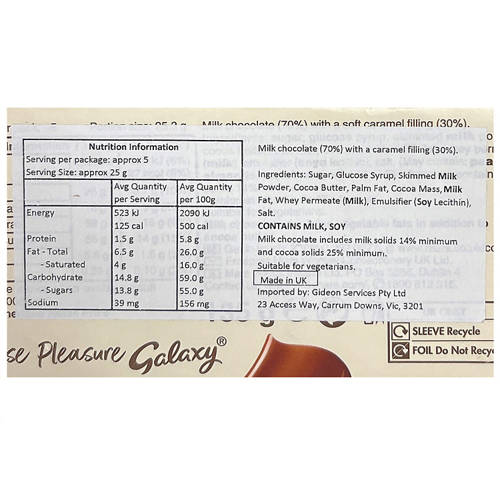 Milk chocolate (70%) with a soft caramel filling (30%).
Nutrition Information
Serving per package: approx 5
Serving Size: approx 25 g
Avg Quantity per Serving
Avg Quantity per 100g
Energy 523 kJ 2090 kJ
125 cal 500 cal
Protein 1.5 g 5.8 g
Fat - Total 6.5 g 26.0 g
- Saturated 4 g 16.0 g
Carbohydrate 14.8 g 59.0 g
- Sugars 13.8 g 55.0 g
Sodium 39 mg 156 mg
Milk chocolate (70%) with a caramel filling (30%).
Ingredients: Sugar, Glucose Syrup, Skimmed Milk
Powder, Cocoa Butter, Palm Fat, Cocoa Mass, Milk
Fat, Whey Permeate (Milk), Emulsifier (Soy Lecithin),
Salt.
CONTAINS MILK, SOY
Milk chocolate includes milk solids 14% minimum
and cocoa solids 25% minimum.
Suitable for vegetarians.
Made in UK
Imported by: Gideon Services Pty Ltd
23 Access Way, Carrum Downs, Vic, 3201
SLEEVE Recycle
FOIL Do Not Recy
se Pleasure Galaxy®